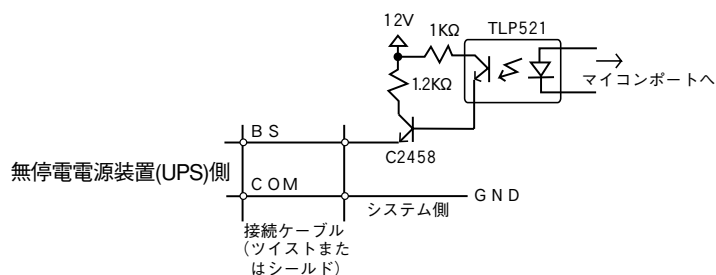 12V
1KΩ
TLP521
1.2KΩ
マイコンポートへ
BS
C2458
無停電電源装置(UPS)側
COM
GND
システム側
接続ケーブル
(ツイストまた
はシールド)